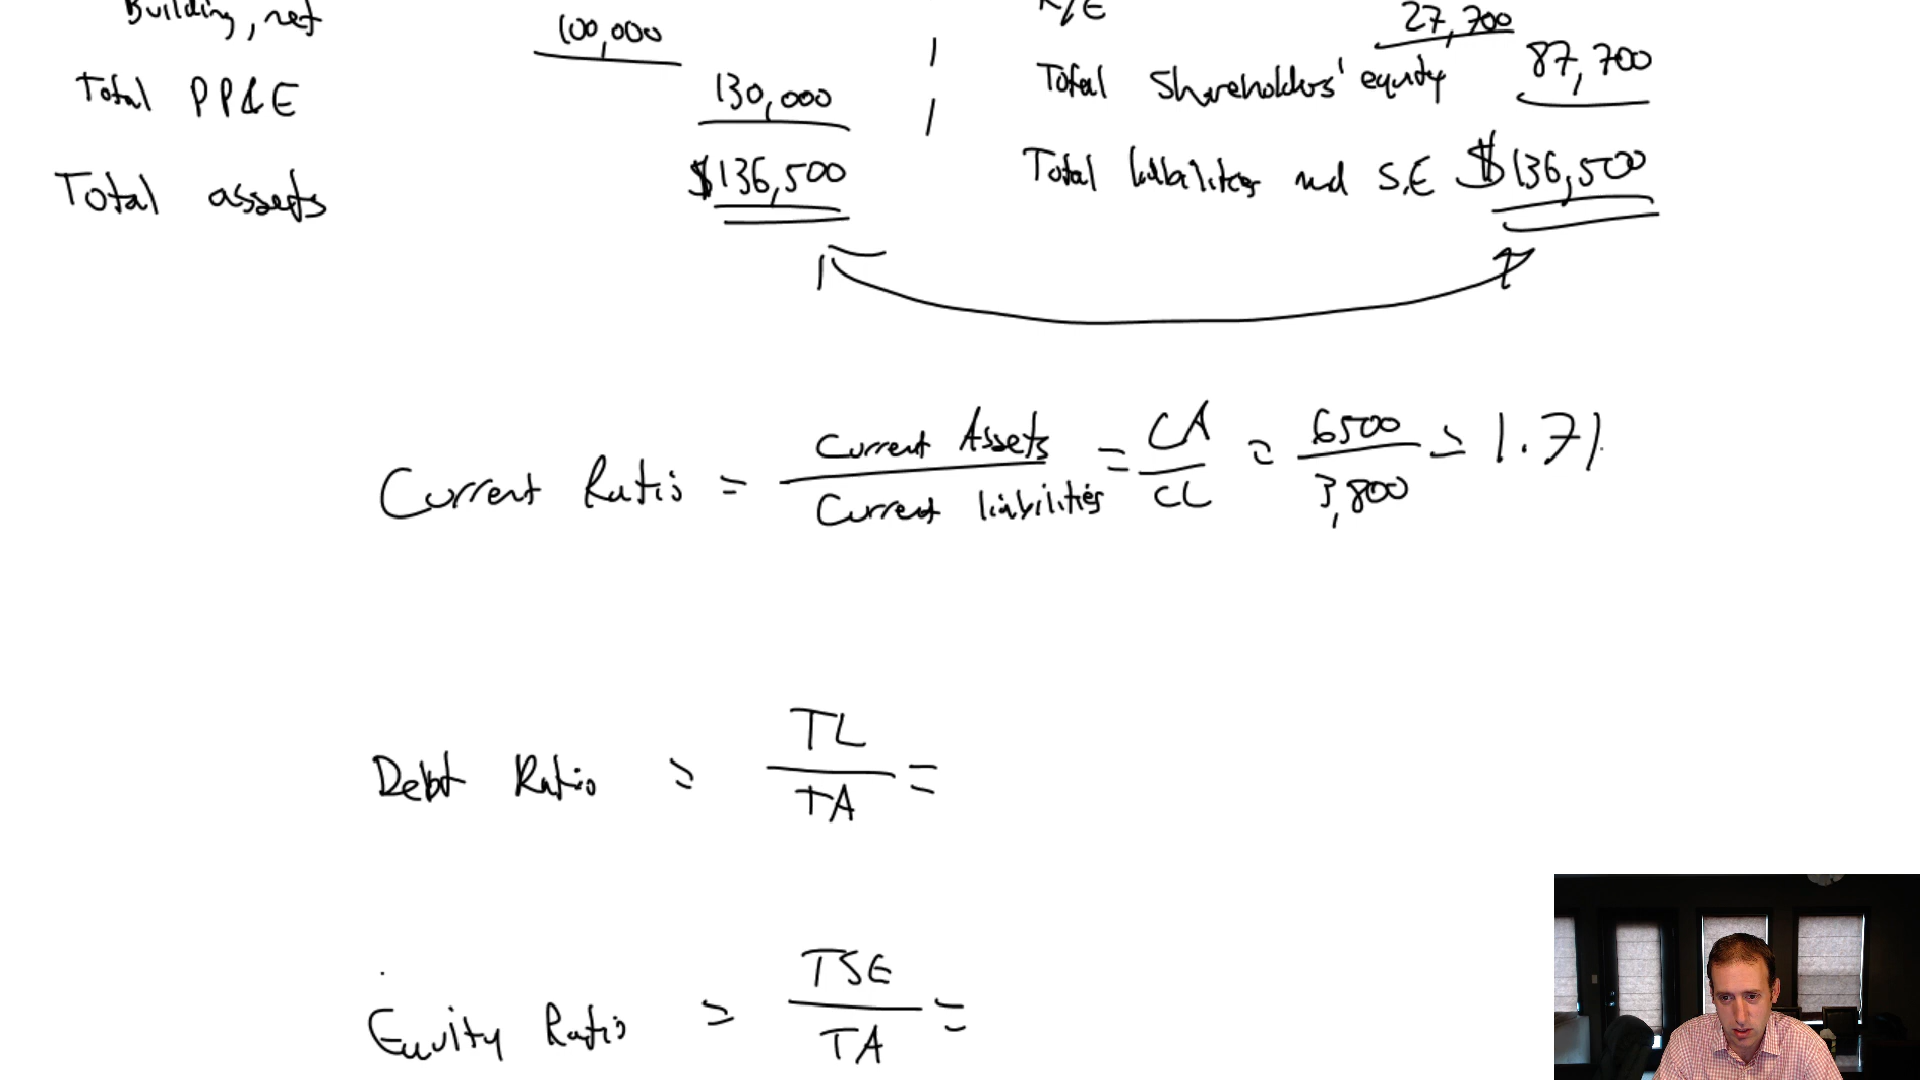 Building, net 100,000
Total PP&E 130,000
Total assets $136,500
R/E 27,700
Total Shareholders' equity 87,700
Total liabilities and S.E $136,500
Current Ratio = Current Assets / Current liabilities = CA / CL = 6500 / 3,800 = 1.71
Debt Ratio = TL / TA =
Equity Ratio = TSE / TA =